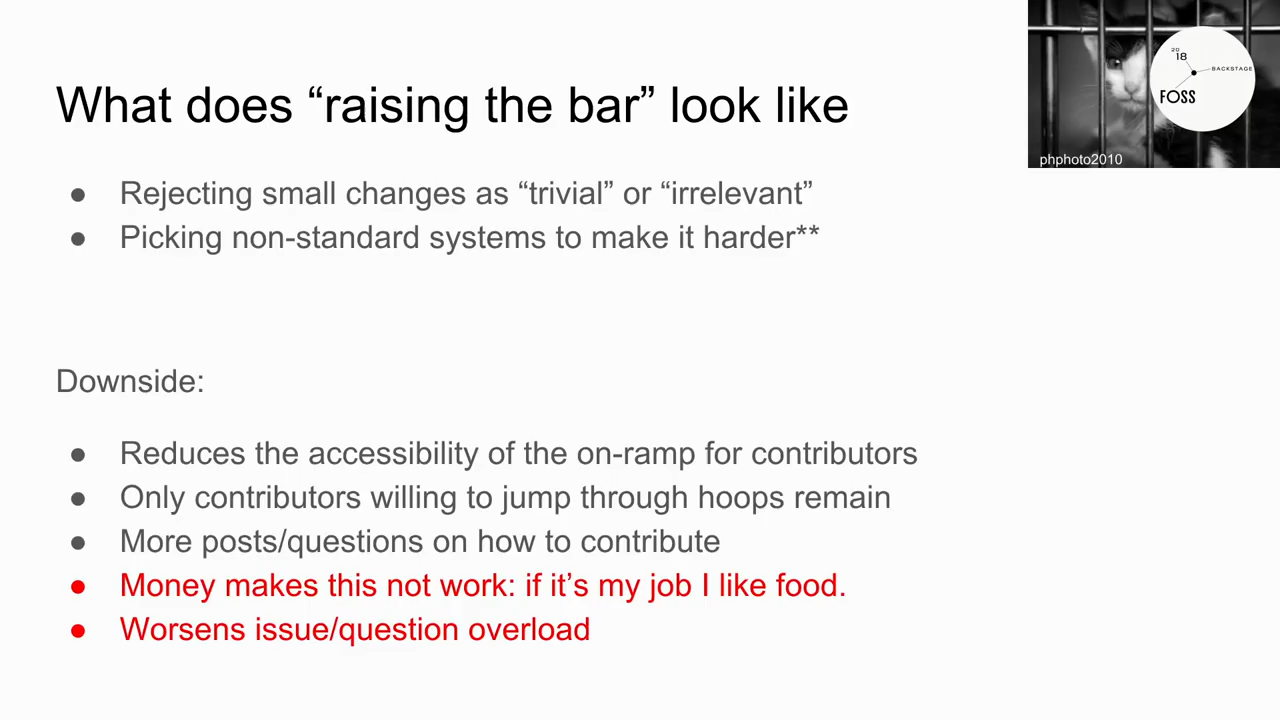 What does “raising the bar” look like
20
18
BACKSTAGE
FOSS
phphoto2010
● Rejecting small changes as “trivial” or “irrelevant”
● Picking non-standard systems to make it harder**
Downside:
● Reduces the accessibility of the on-ramp for contributors
● Only contributors willing to jump through hoops remain
● More posts/questions on how to contribute
● Money makes this not work: if it’s my job I like food.
● Worsens issue/question overload